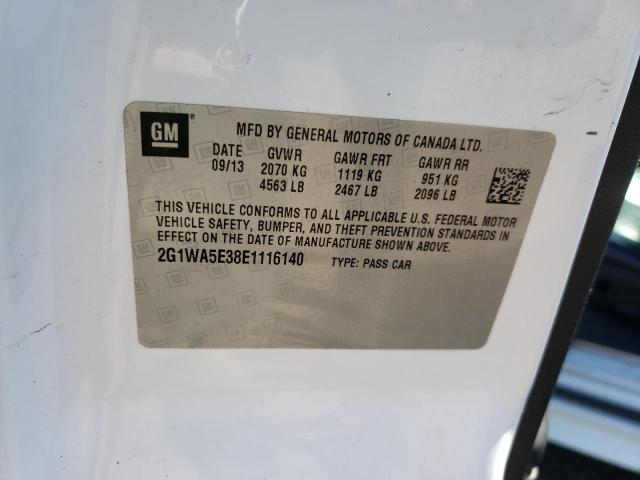 GM
MFD BY GENERAL MOTORS OF CANADA LTD.
DATE GVWR GAWR FRT GAWR RR
09/13 2070 KG 1119 KG 951 KG
4563 LB 2467 LB 2096 LB
THIS VEHICLE CONFORMS TO ALL APPLICABLE U.S. FEDERAL MOTOR
VEHICLE SAFETY, BUMPER, AND THEFT PREVENTION STANDARDS IN
EFFECT ON THE DATE OF MANUFACTURE SHOWN ABOVE.
2G1WA5E38E1116140 TYPE: PASS CAR